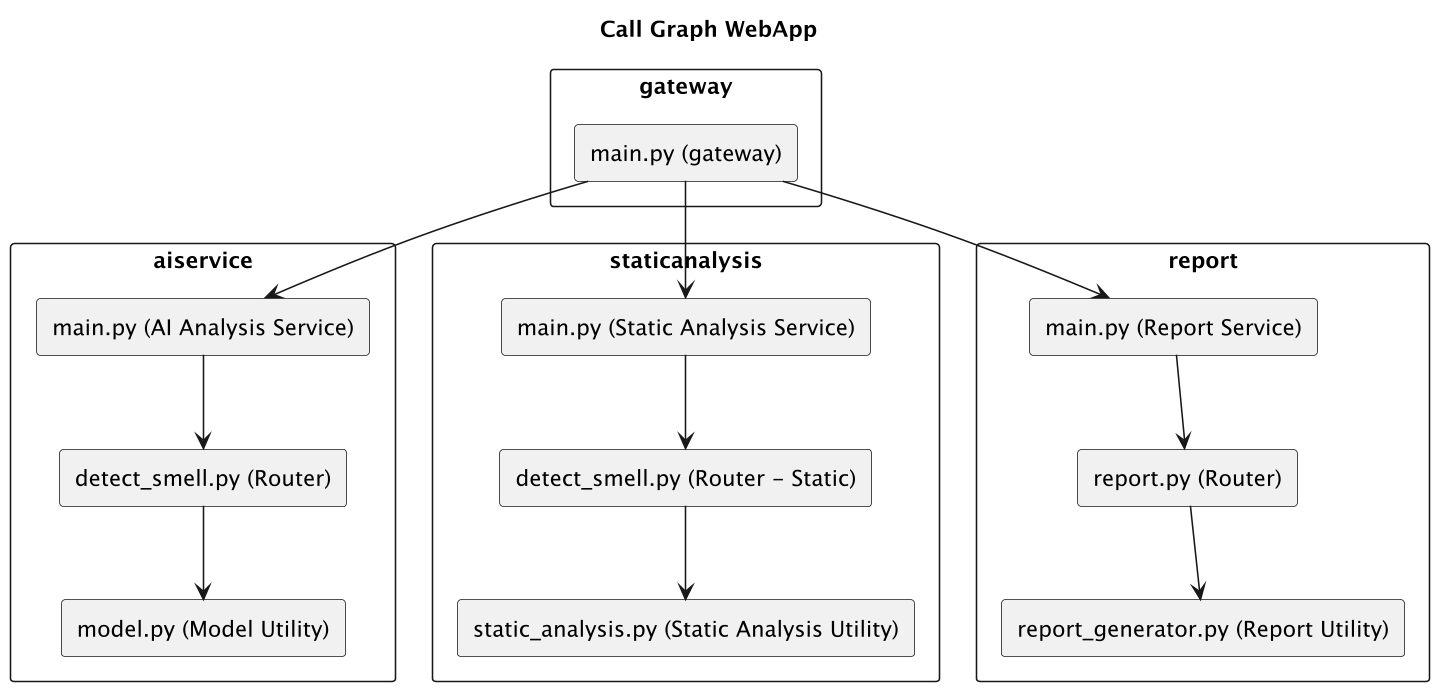 Call Graph WebApp
gateway
main.py (gateway)
aiservice
staticanalysis
report
main.py (AI Analysis Service)
main.py (Static Analysis Service)
main.py (Report Service)
detect_smell.py (Router)
detect_smell.py (Router - Static)
report.py (Router)
model.py (Model Utility)
static_analysis.py (Static Analysis Utility)
report_generator.py (Report Utility)